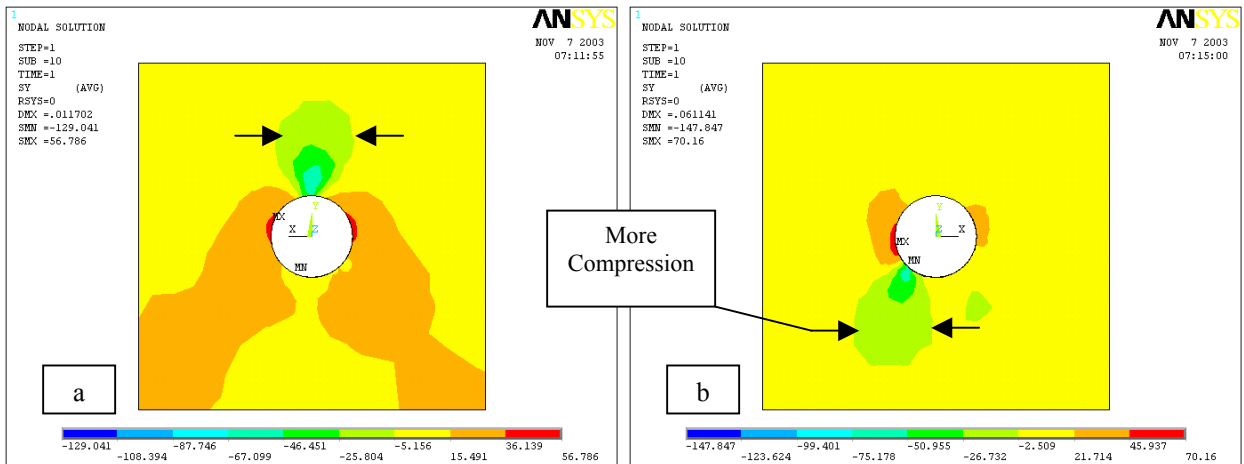 1
ANSYS
NODAL SOLUTION
NOV 7 2003
07:11:55
STEP=1
SUB =10
TIME=1
SY (AVG)
RSYS=0
DMX =.011702
SMN =-129.041
SMX =56.786
Y
MX
X
Z
MN
a
-129.041 -87.746 -46.451 -5.156 36.139
-108.394 -67.099 -25.804 15.491 56.786
More
Compression
1
ANSYS
NODAL SOLUTION
NOV 7 2003
07:15:00
STEP=1
SUB =10
TIME=1
SY (AVG)
RSYS=0
DMX =.061141
SMN =-147.847
SMX =70.16
Y
MX
Z X
MN
b
-147.847 -99.401 -50.955 -2.509 45.937
-123.624 -75.178 -26.732 21.714 70.16